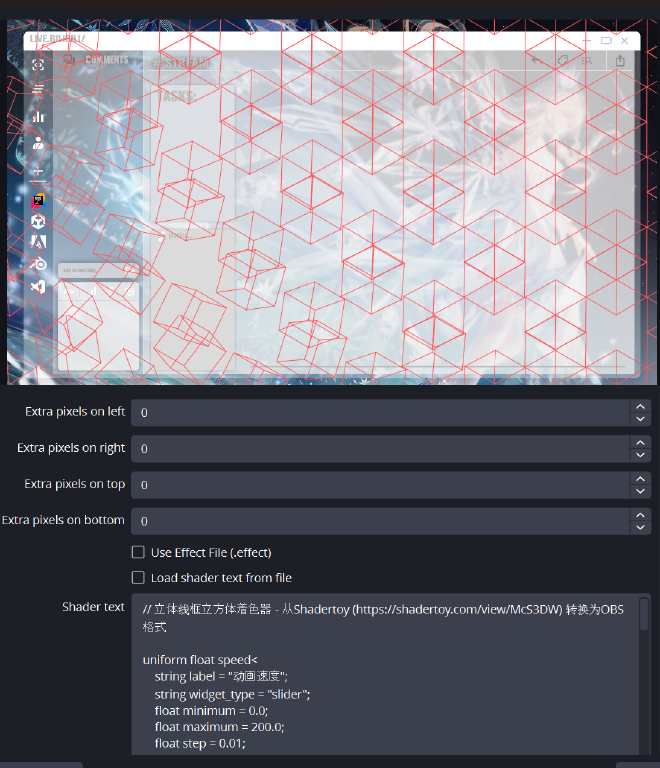 LIVE.BILIBILI/
COMMENTS
#STREAM
TASKS:
Extra pixels on left
0
Extra pixels on right
0
Extra pixels on top
0
Extra pixels on bottom
0
Use Effect File (.effect)
Load shader text from file
Shader text
// 立体线框立方体着色器 - 从Shadertoy (https://shadertoy.com/view/McS3DW) 转换为OBS
格式
uniform float speed<
string label = "动画速度";
string widget_type = "slider";
float minimum = 0.0;
float maximum = 200.0;
float step = 0.01;